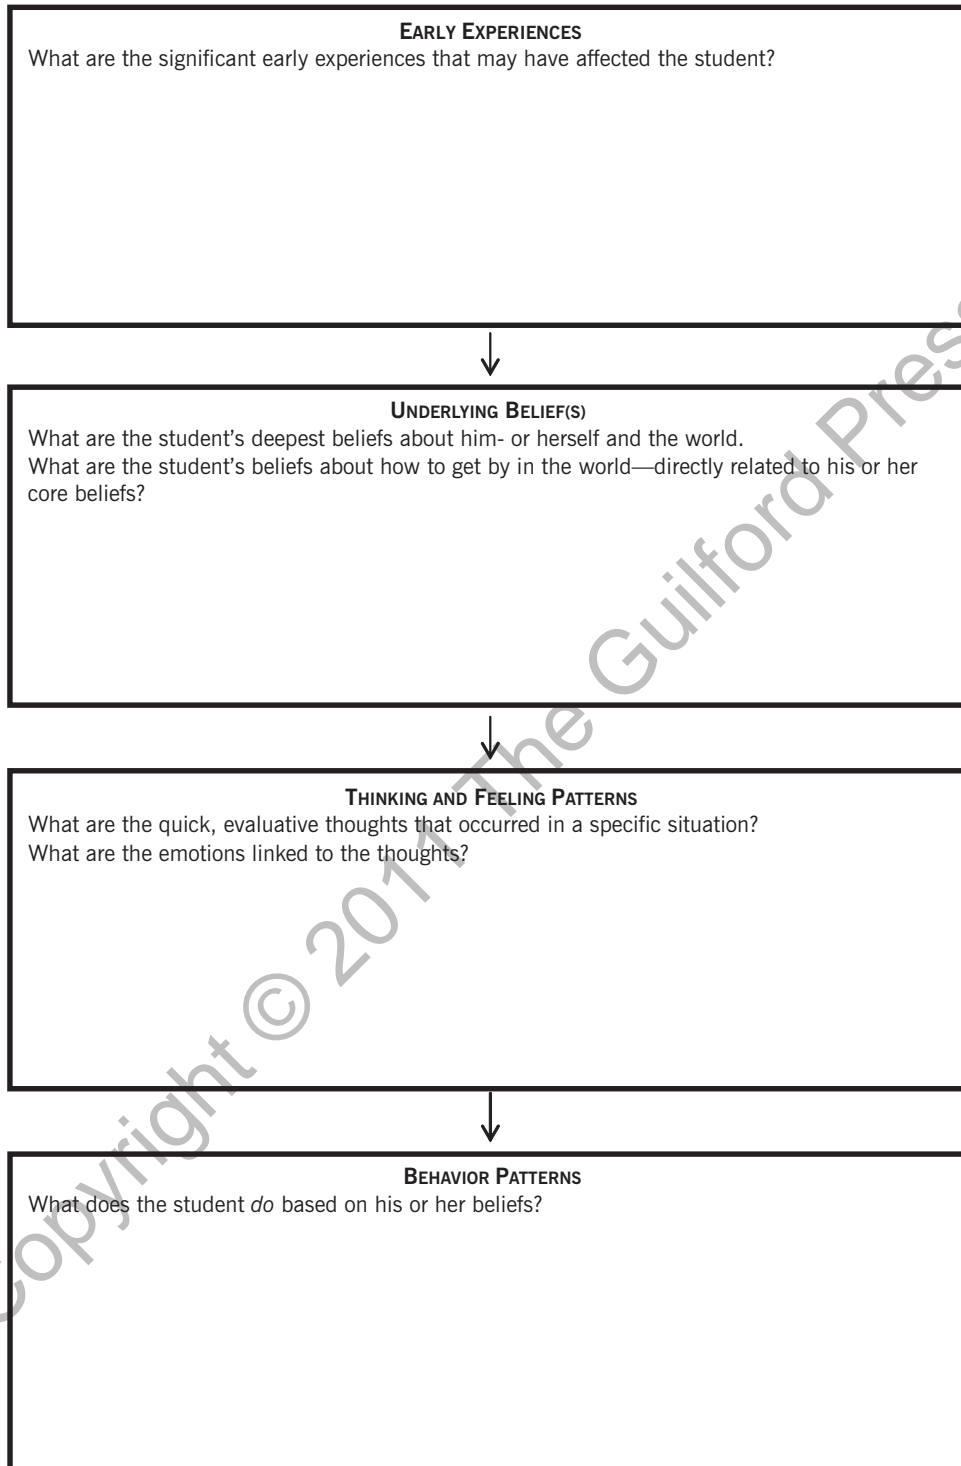 EARLY EXPERIENCES
What are the significant early experiences that may have affected the student?
UNDERLYING BELIEF(S)
What are the student’s deepest beliefs about him- or herself and the world.
What are the student’s beliefs about how to get by in the world—directly related to his or her
core beliefs?
THINKING AND FEELING PATTERNS
What are the quick, evaluative thoughts that occurred in a specific situation?
What are the emotions linked to the thoughts?
BEHAVIOR PATTERNS
What does the student do based on his or her beliefs?
Copyright © 2011 The Guilford Press